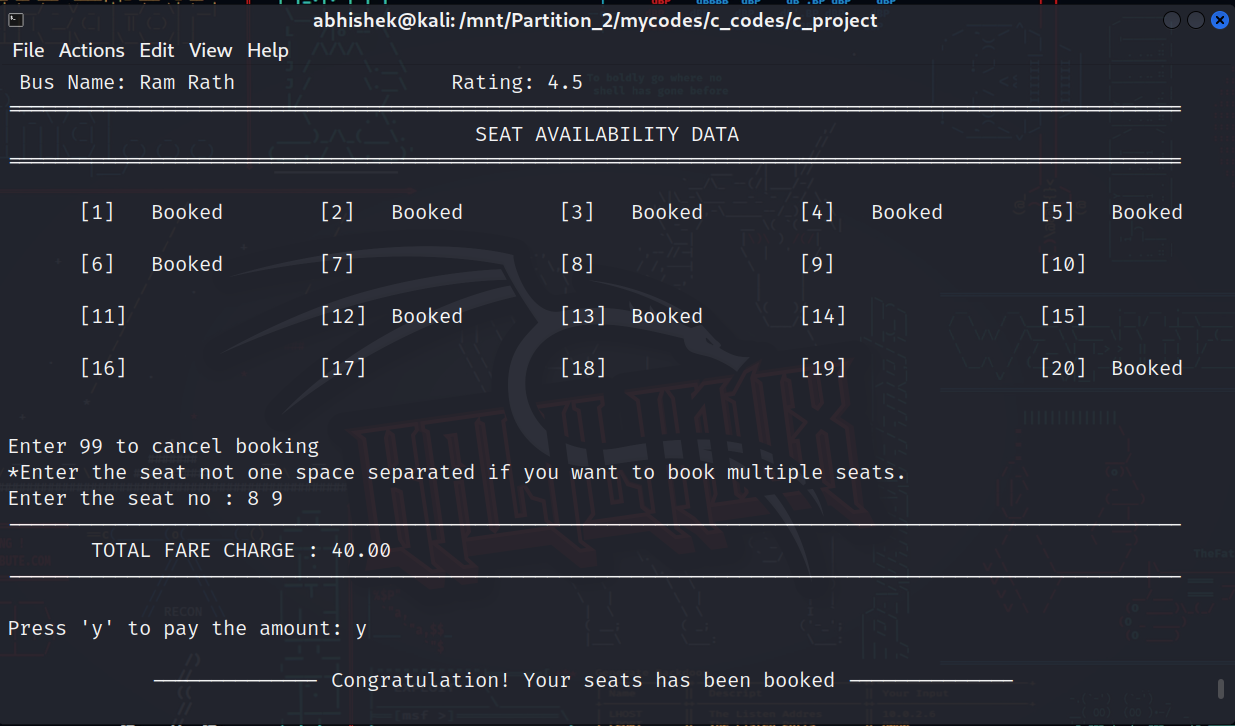 abhishek@kali: /mnt/Partition_2/mycodes/c_codes/c_project
File Actions Edit View Help
Bus Name: Ram Rath Rating: 4.5
SEAT AVAILABILITY DATA
[1] Booked [2] Booked [3] Booked [4] Booked [5] Booked
[6] Booked [7] [8] [9] [10]
[11] [12] Booked [13] Booked [14] [15]
[16] [17] [18] [19] [20] Booked
Enter 99 to cancel booking
*Enter the seat not one space separated if you want to book multiple seats.
Enter the seat no : 8 9
TOTAL FARE CHARGE : 40.00
Press 'y' to pay the amount: y
Congratulation! Your seats has been booked